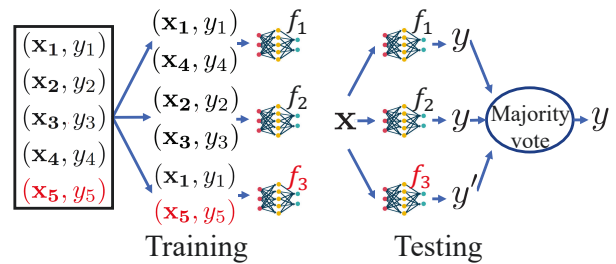 (x₁, y₁)
(x₂, y₂)
(x₃, y₃)
(x₄, y₄)
(x₅, y₅)
(x₁, y₁)
(x₄, y₄)
(x₂, y₂)
(x₃, y₃)
(x₁, y₁)
(x₅, y₅)
f₁
f₂
f₃
Training
x
f₁
f₂
f₃
y
y
y′
Majority
vote
y
Testing